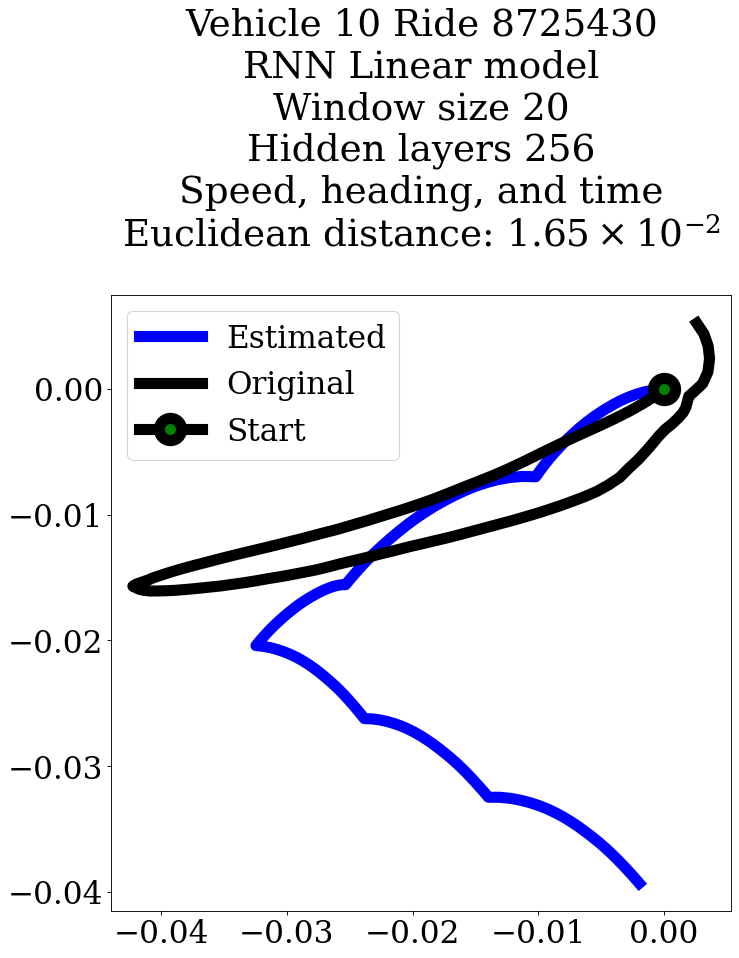 Vehicle 10 Ride 8725430
RNN Linear model
Window size 20
Hidden layers 256
Speed, heading, and time
Euclidean distance: 1.65 × 10⁻²
Estimated
Original
Start
0.00
−0.01
−0.02
−0.03
−0.04
−0.04 −0.03 −0.02 −0.01 0.00